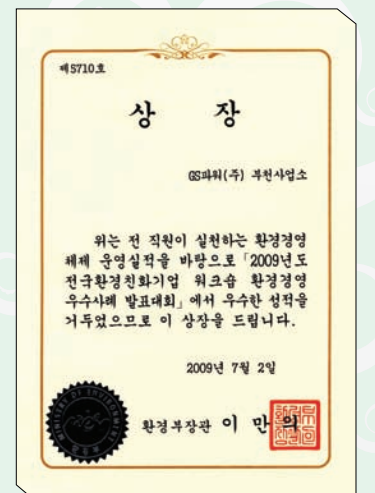 제5710호
상 장
GS파워(주) 부천사업소
위는 전 직원이 실천하는 환경경영
체제 운영실적을 바탕으로 「2009년도
전국환경친화기업 워크숍 환경경영
우수사례 발표대회」에서 우수한 성적을
거두었으므로 이 상장을 드립니다.
2009년 7월 2일
환경부장관 이 만 의
MINISTRY OF ENVIRONMENT